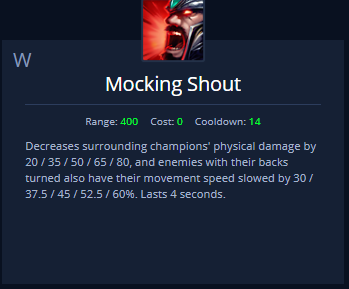 W
Mocking Shout
Range: 400 Cost: 0 Cooldown: 14
Decreases surrounding champions' physical damage by
20 / 35 / 50 / 65 / 80, and enemies with their backs
turned also have their movement speed slowed by 30 /
37.5 / 45 / 52.5 / 60%. Lasts 4 seconds.